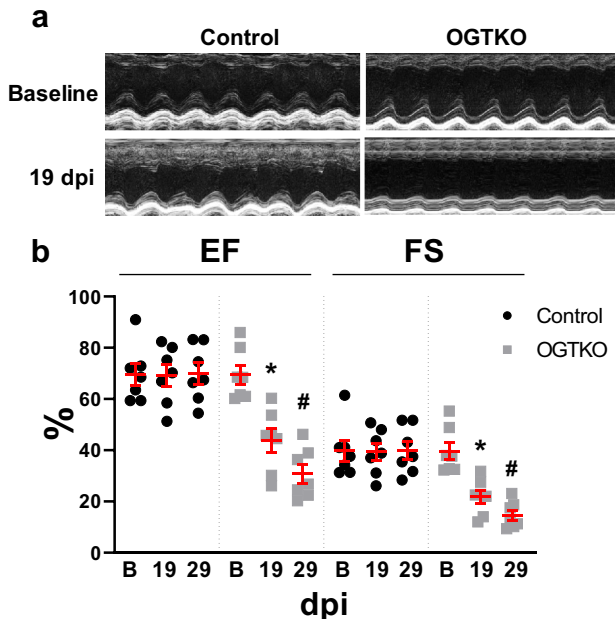 a
Control OGTKO
Baseline
19 dpi
b
EF FS
100
80
60
40
20
0
%
Control
OGTKO
* #
* #
B 19 29 B 19 29 B 19 29 B 19 29
dpi